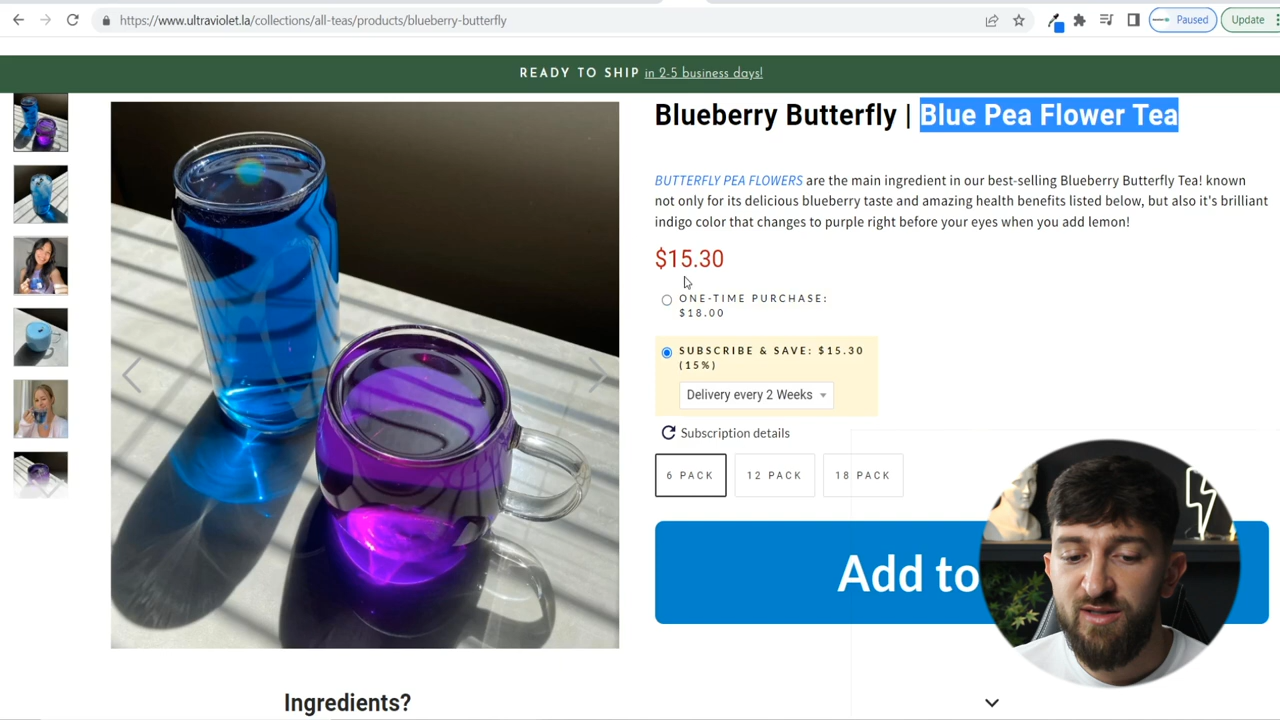 https://www.ultraviolet.la/collections/all-teas/products/blueberry-butterfly
Paused
Update
READY TO SHIP in 2-5 business days!
Blueberry Butterfly | Blue Pea Flower Tea
BUTTERFLY PEA FLOWERS are the main ingredient in our best-selling Blueberry Butterfly Tea! known
not only for its delicious blueberry taste and amazing health benefits listed below, but also it's brilliant
indigo color that changes to purple right before your eyes when you add lemon!
$15.30
ONE-TIME PURCHASE:
$18.00
SUBSCRIBE & SAVE: $15.30
(15%)
Delivery every 2 Weeks
Subscription details
6 PACK
12 PACK
18 PACK
Add to
Ingredients?